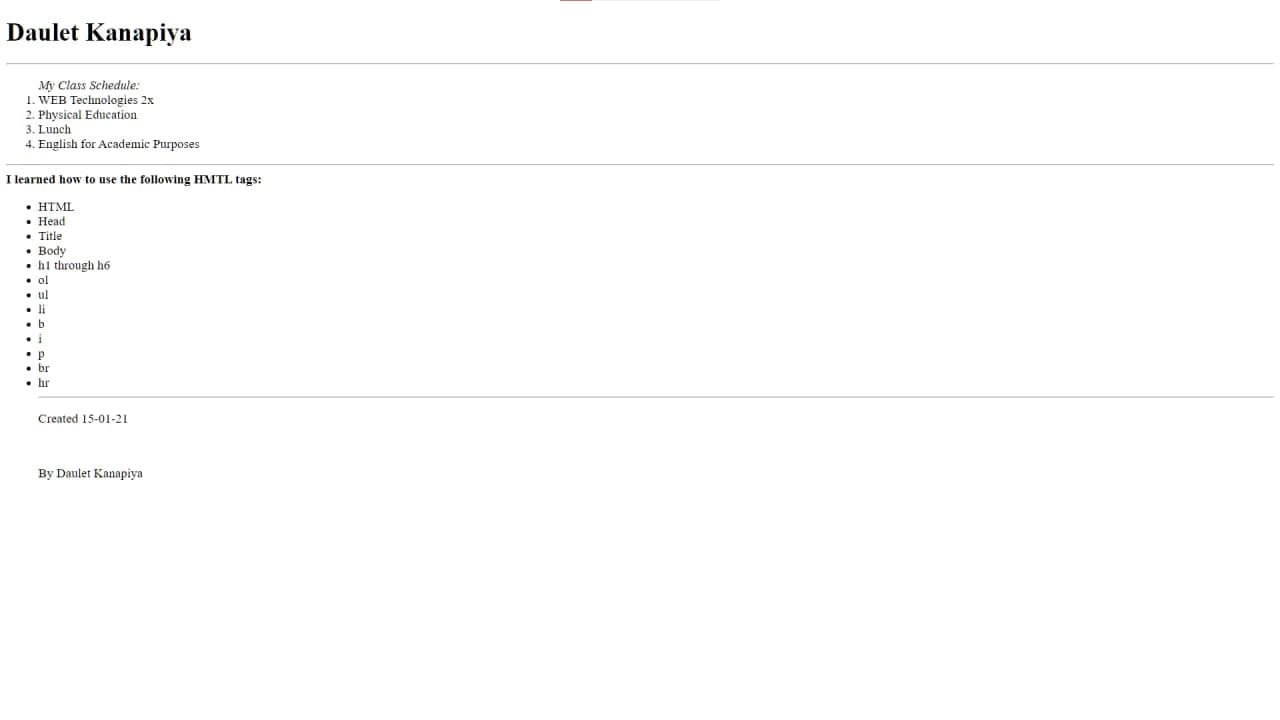 Daulet Kanapiya
My Class Schedule:
1. WEB Technologies 2x
2. Physical Education
3. Lunch
4. English for Academic Purposes
I learned how to use the following HMTL tags:
• HTML
• Head
• Title
• Body
• h1 through h6
• ol
• ul
• li
• b
• i
• p
• br
• hr
Created 15-01-21
By Daulet Kanapiya